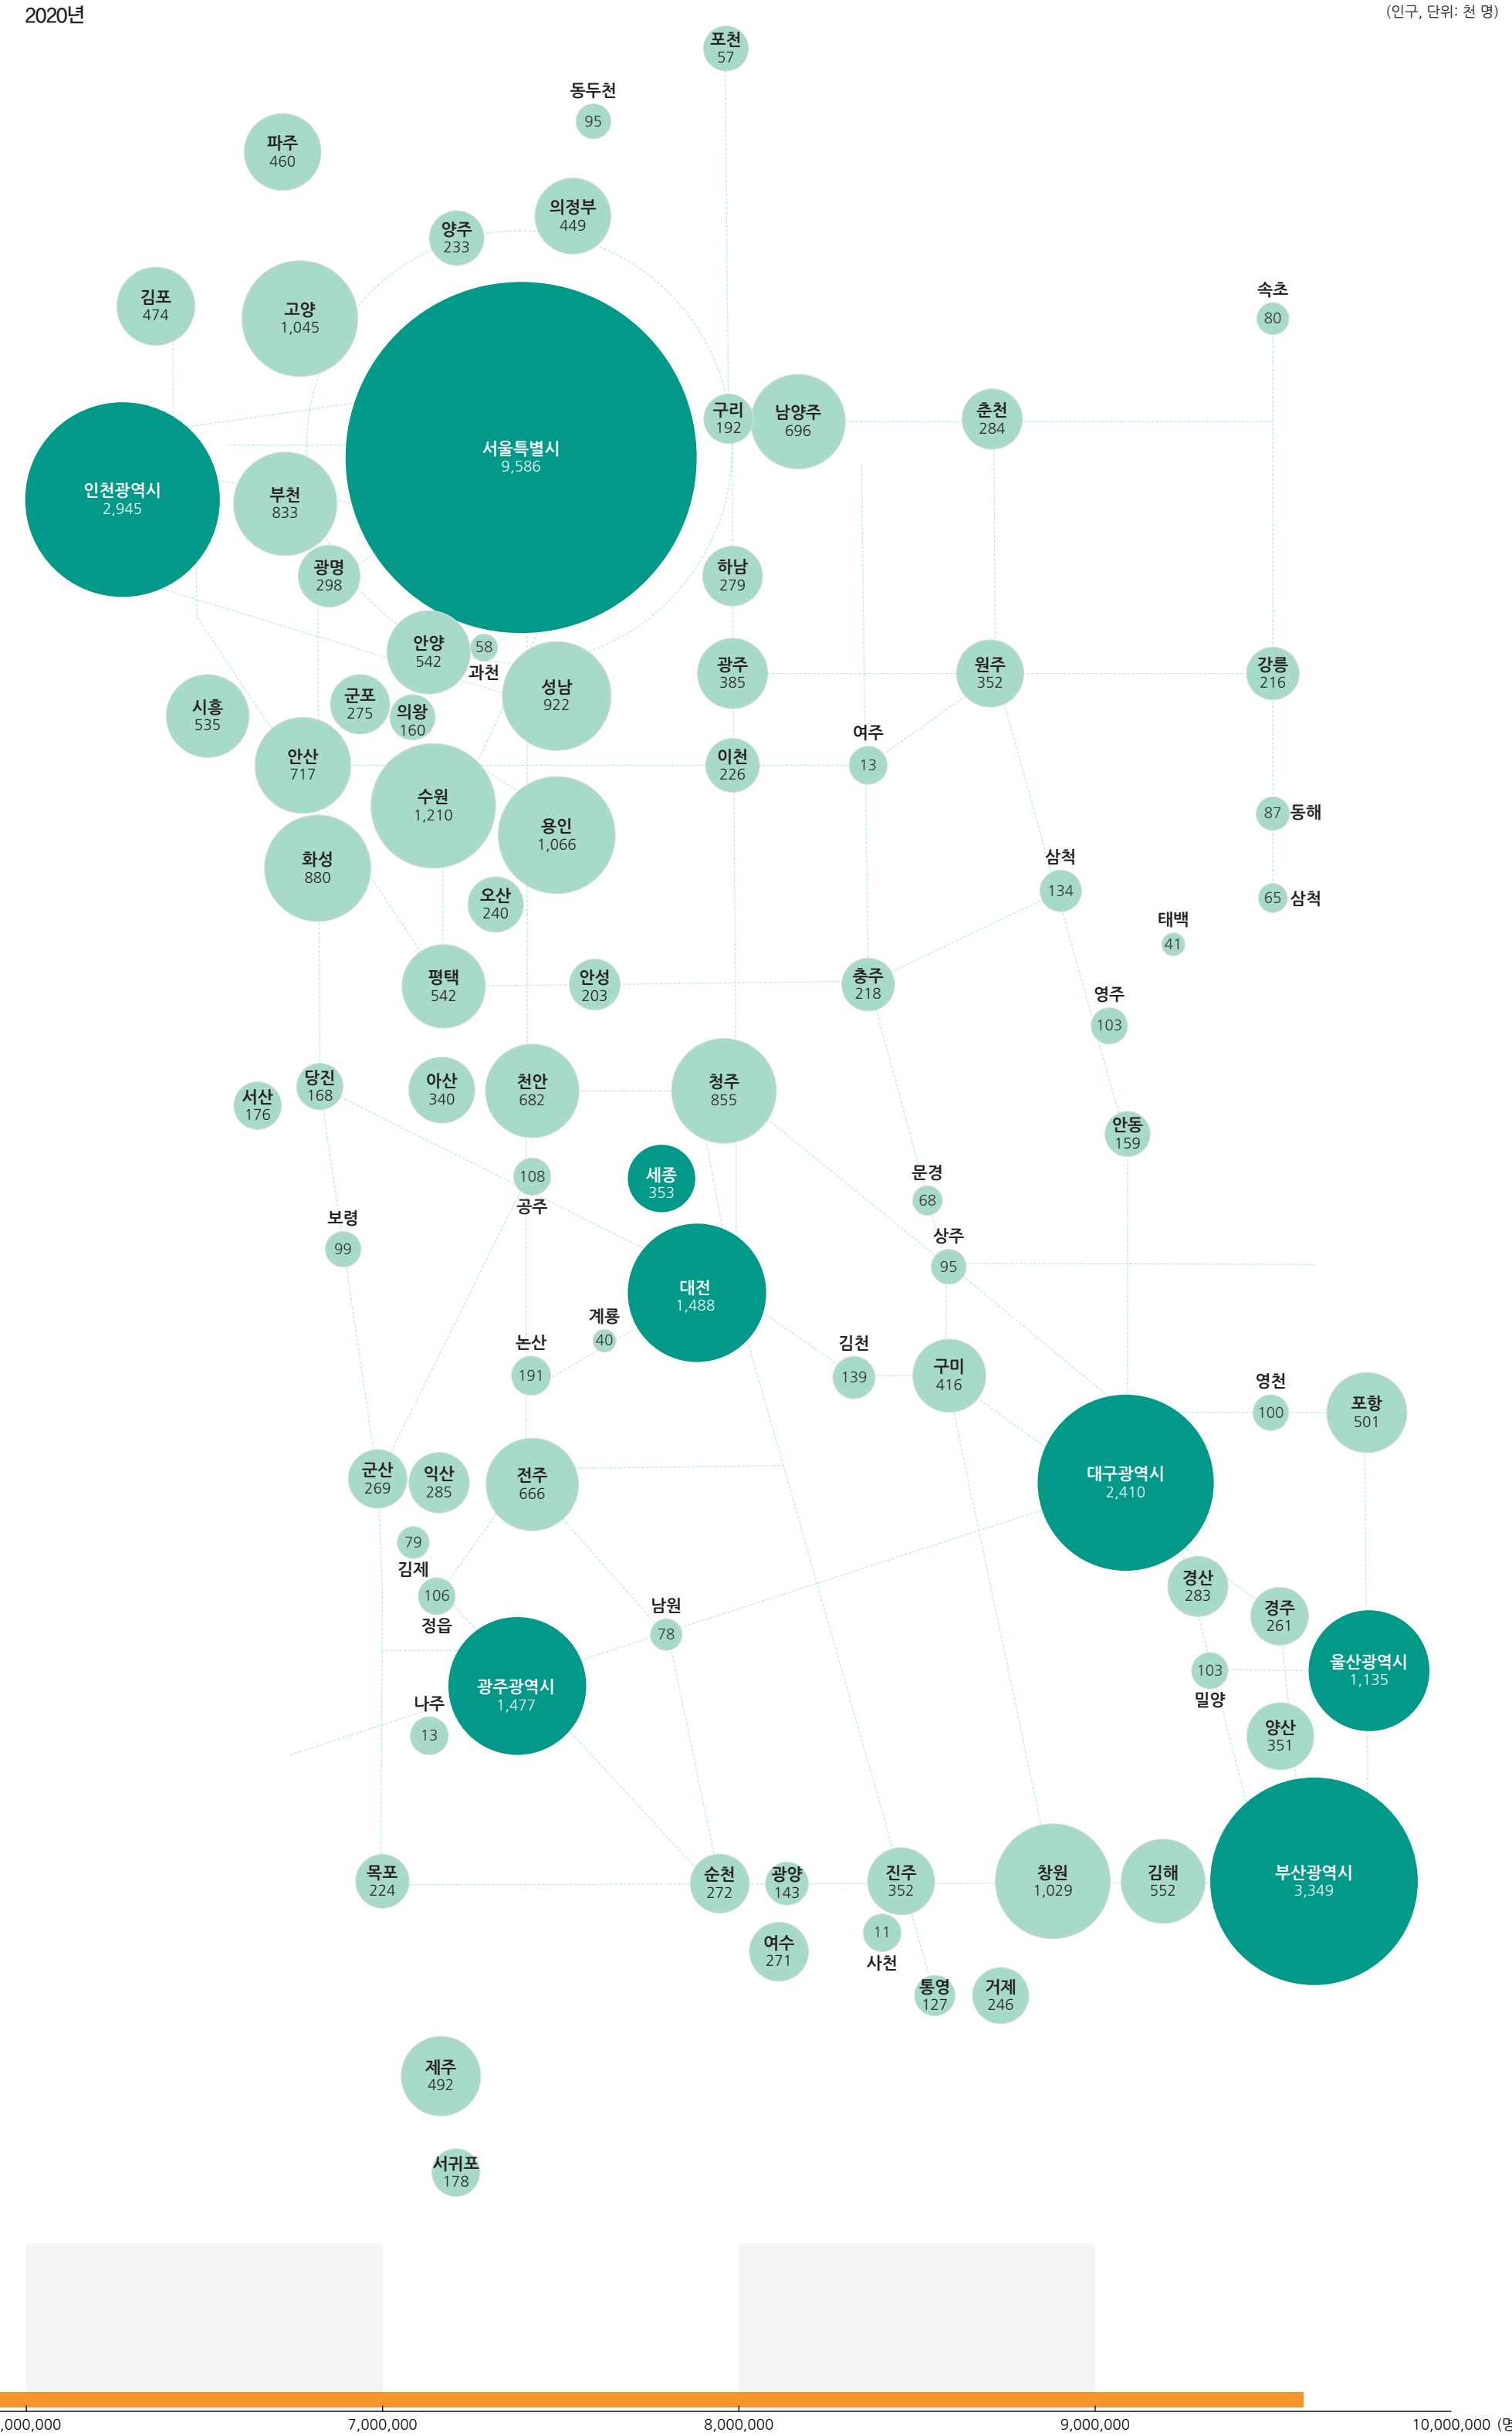 2020년
(인구, 단위: 천 명)
포천
57
동두천
95
파주
460
의정부
449
양주
233
김포
474
고양
1,045
속초
80
서울특별시
9,586
구리
192
남양주
696
춘천
284
인천광역시
2,945
부천
833
광명
298
하남
279
안양
542
58
과천
성남
922
광주
385
원주
352
강릉
216
시흥
535
군포
275
의왕
160
안산
717
이천
226
여주
13
수원
1,210
용인
1,066
87 동해
화성
880
삼척
134
오산
240
65 삼척
태백
41
평택
542
안성
203
충주
218
영주
103
당진
168
서산
176
아산
340
천안
682
청주
855
안동
159
108
공주
세종
353
문경
68
보령
99
상주
95
대전
1,488
계룡
40
논산
191
김천
139
구미
416
영천
100
포항
501
군산
269
익산
285
전주
666
대구광역시
2,410
79
김제
106
정읍
남원
78
경산
283
경주
261
광주광역시
1,477
나주
13
103
밀양
울산광역시
1,135
양산
351
목포
224
순천
272
광양
143
진주
352
창원
1,029
김해
552
부산광역시
3,349
여수
271
11
사천
통영
127
거제
246
제주
492
서귀포
178
,000,000
7,000,000
8,000,000
9,000,000
10,000,000 (명